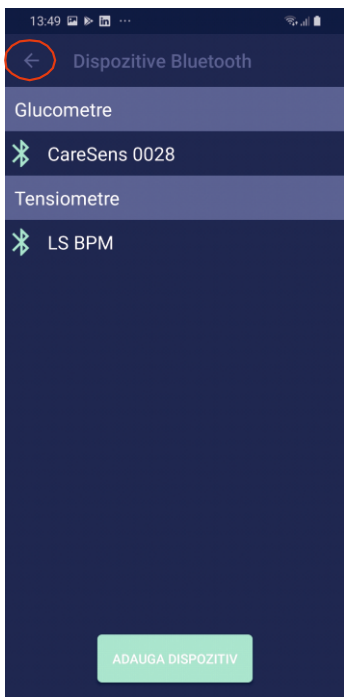 13:49
Dispozitive Bluetooth
Glucometre
CareSens 0028
Tensiometre
LS BPM
ADAUGA DISPOZITIV